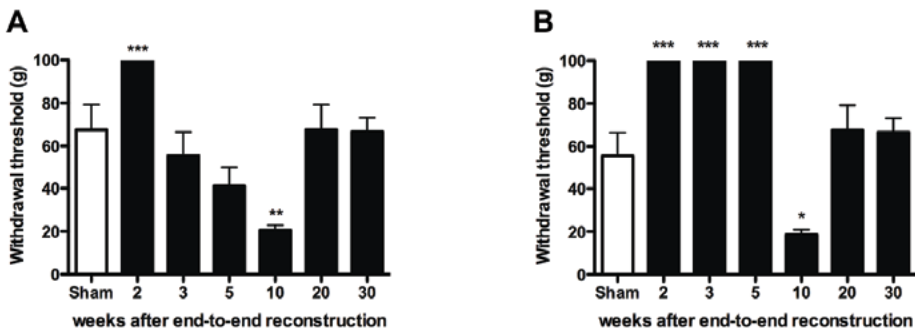 A
Withdrawal threshold (g)
100
80
60
40
20
0
***
**
Sham 2 3 5 10 20 30
weeks after end-to-end reconstruction
B
Withdrawal threshold (g)
100
80
60
40
20
0
*** *** ***
*
Sham 2 3 5 10 20 30
weeks after end-to-end reconstruction